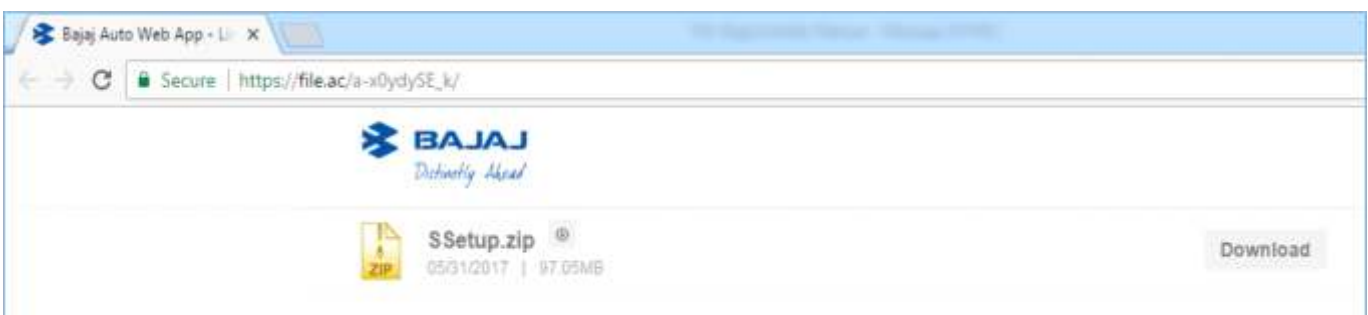 Bajaj Auto Web App - Li
Secure | https://file.ac/a-x0ydySE_k/
BAJAJ
Distinctly Ahead
SSetup.zip
ZIP
05/31/2017 | 97.05MB
Download